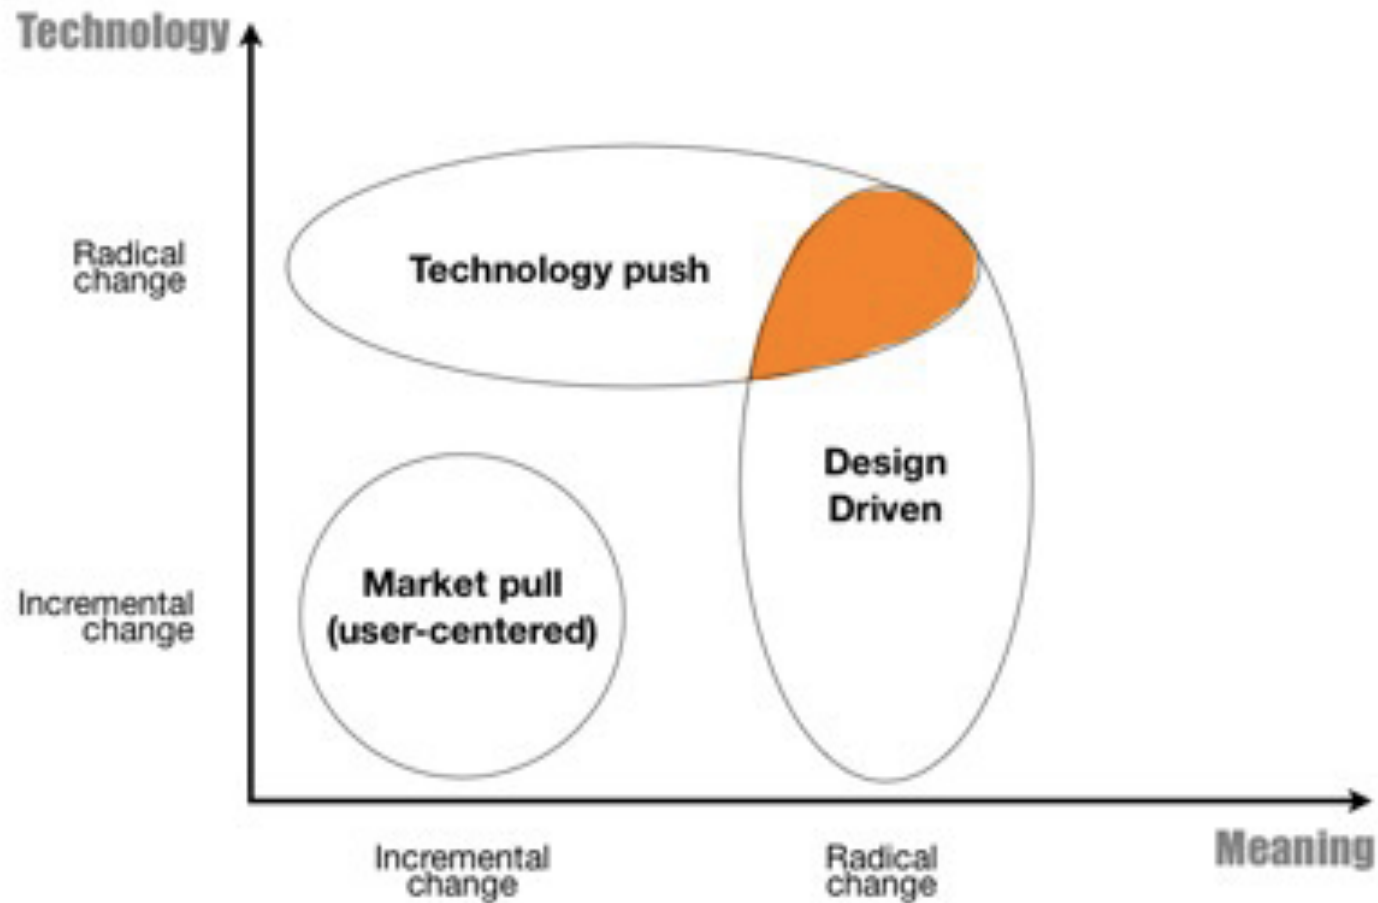 Technology
Radical
change
Technology push
Design
Driven
Market pull
(user-centered)
Incremental
change
Meaning
Incremental
change
Radical
change